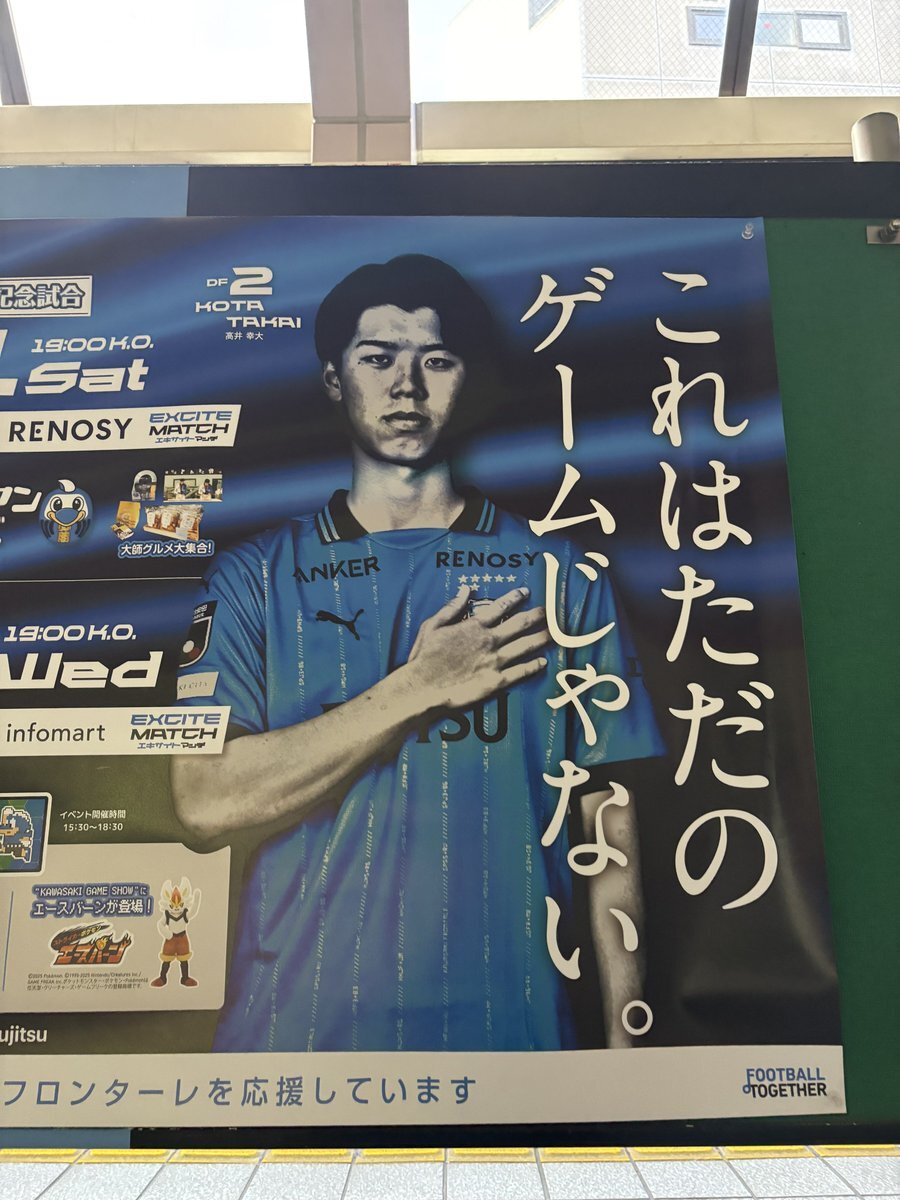 これはただの
ゲームじゃない。
DF 2
KOTA
TAKAI
高井 幸大
記念試合
19:00 K.O.
Sat
RENOSY
EXCITE
MATCH
エキサイトマッチ
大師グルメ大集合!
ANKER
RENOSY
19:00 K.O.
Wed
infomart
EXCITE
MATCH
エキサイトマッチ
イベント開催時間
15:30〜18:30
"KAWASAKI GAME SHOW"に
エースバーンが登場!
エースバーン
ujitsu
フロンターレを応援しています
FOOTBALL
TOGETHER